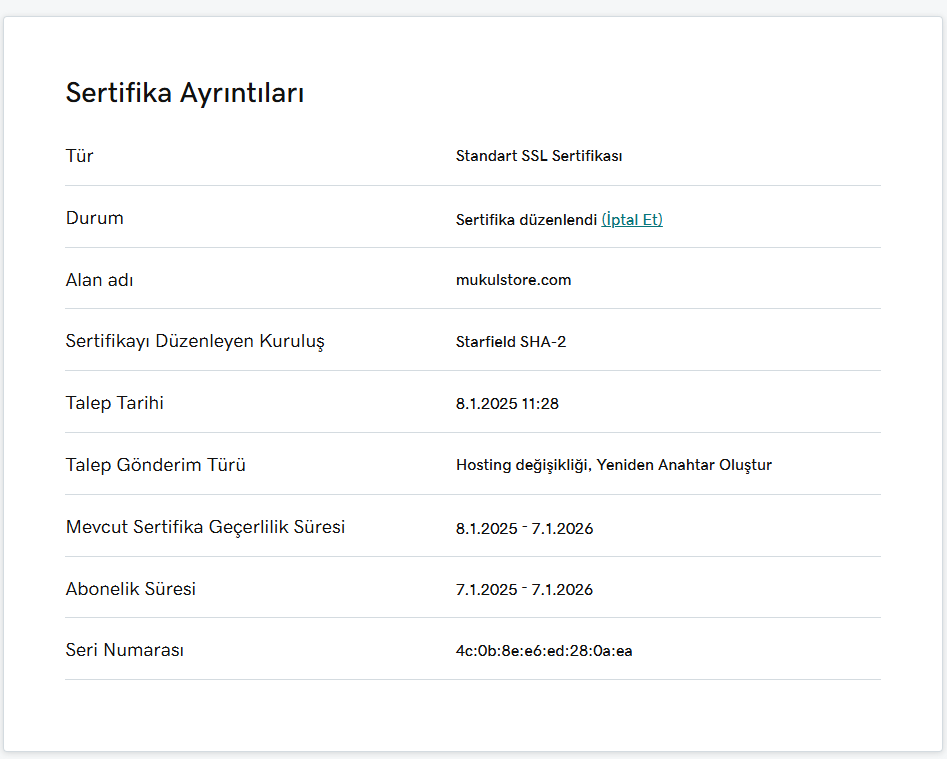 Sertifika Ayrıntıları
Tür
Standart SSL Sertifikası
Durum
Sertifika düzenlendi (İptal Et)
Alan adı
mukulstore.com
Sertifikayı Düzenleyen Kuruluş
Starfield SHA-2
Talep Tarihi
8.1.2025 11:28
Talep Gönderim Türü
Hosting değişikliği, Yeniden Anahtar Oluştur
Mevcut Sertifika Geçerlilik Süresi
8.1.2025 - 7.1.2026
Abonelik Süresi
7.1.2025 - 7.1.2026
Seri Numarası
4c:0b:8e:e6:ed:28:0a:ea